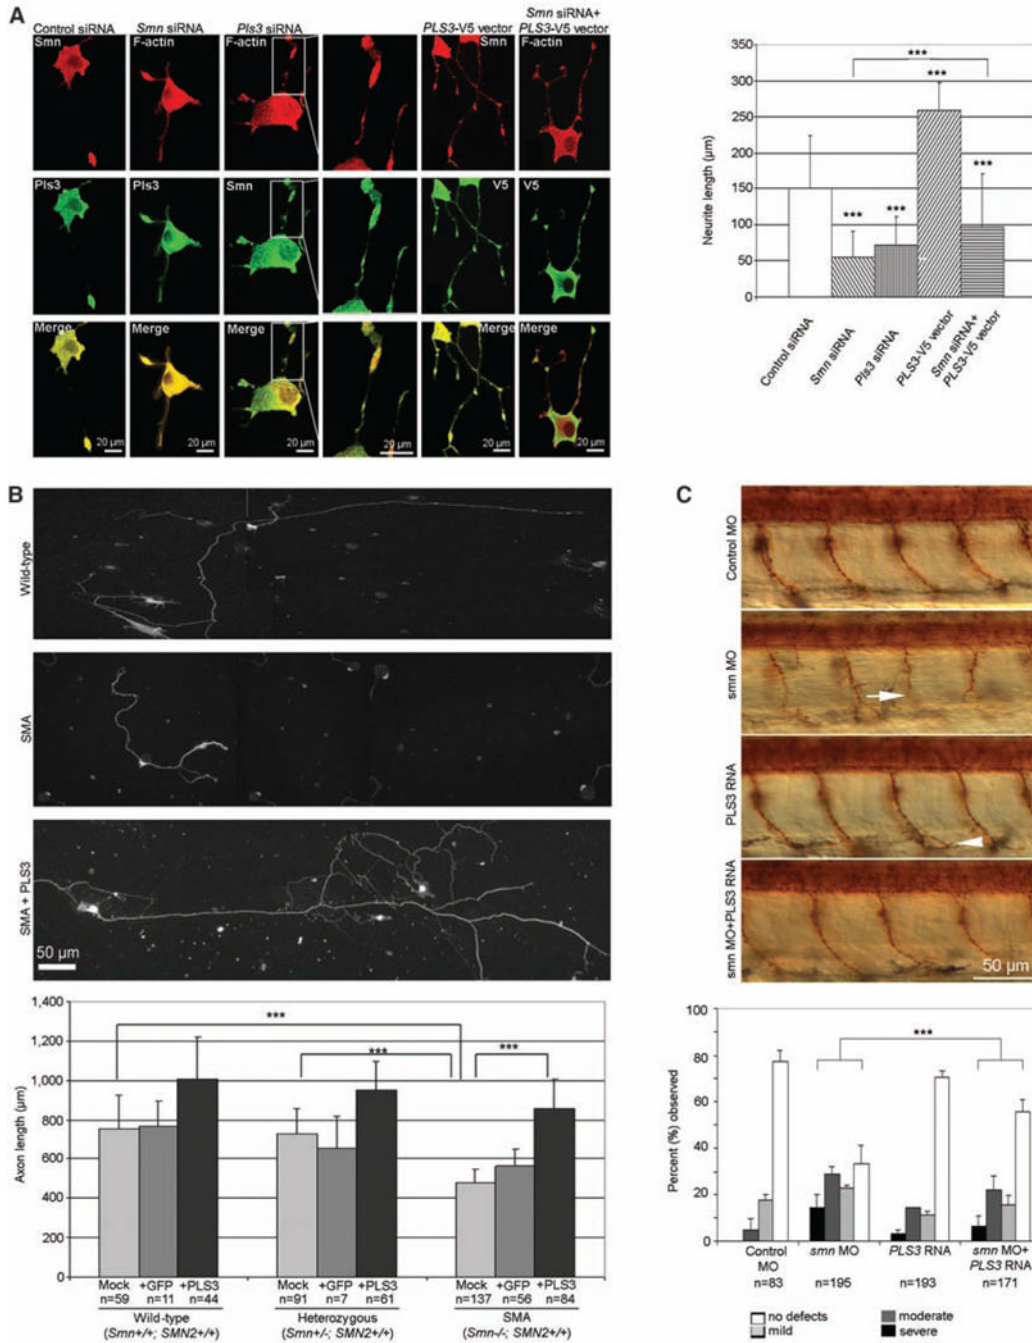 A
Control siRNA
Smn siRNA
Pls3 siRNA
PLS3-V5 vector
Smn siRNA+
PLS3-V5 vector
Smn
F-actin
F-actin
Smn
F-actin
Pls3
Pls3
Smn
V5
V5
Merge
Merge
Merge
Merge
Merge
20 µm
20 µm
20 µm
20 µm
20 µm
20 µm
Neurite length (µm)
350
300
250
200
150
100
50
0
***
***
***
***
***
Control siRNA
Smn siRNA
Pls3 siRNA
PLS3-V5 vector
Smn siRNA+
PLS3-V5 vector
B
Wild-type
SMA
SMA + PLS3
50 µm
Axon length (µm)
1,400
1,200
1,000
800
600
400
200
0
***
***
***
Mock +GFP +PLS3 Mock +GFP +PLS3 Mock +GFP +PLS3
n=59 n=11 n=44 n=91 n=7 n=61 n=137 n=56 n=84
Wild-type Heterozygous SMA
(Smn+/+; SMN2+/+) (Smn+/-; SMN2+/+) (Smn-/-; SMN2+/+)
C
Control MO
smn MO
PLS3 RNA
smn MO+PLS3 RNA
50 µm
Percent (%) observed
100
80
60
40
20
0
***
Control
MO
smn MO
PLS3 RNA
smn MO+
PLS3 RNA
n=83 n=195 n=193 n=171
no defects
mild
moderate
severe